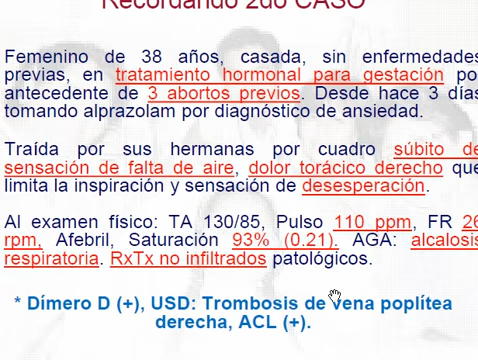 Recordando 2do CASO
Femenino de 38 años, casada, sin enfermedades
previas, en tratamiento hormonal para gestación po
antecedente de 3 abortos previos. Desde hace 3 días
tomando alprazolam por diagnóstico de ansiedad.
Traída por sus hermanas por cuadro súbito de
sensación de falta de aire, dolor torácico derecho que
limita la inspiración y sensación de desesperación.
Al examen físico: TA 130/85, Pulso 110 ppm, FR 26
rpm, Afebril, Saturación 93% (0.21). AGA: alcalosis
respiratoria. RxTx no infiltrados patológicos.
* Dímero D (+), USD: Trombosis de vena poplítea
derecha, ACL (+).